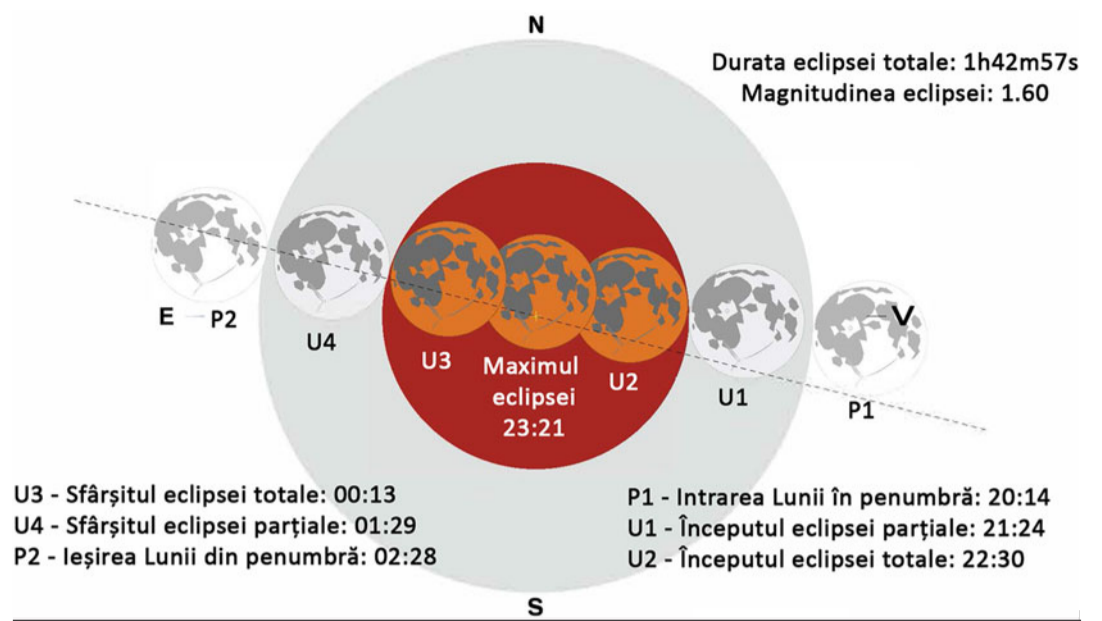 N
Durata eclipsei totale: 1h42m57s
Magnitudinea eclipsei: 1.60
E
P2
U4
U3
Maximul
eclipsei
23:21
U2
U1
V
P1
U3 - Sfârșitul eclipsei totale: 00:13
U4 - Sfârșitul eclipsei parțiale: 01:29
P2 - Ieșirea Lunii din penumbră: 02:28
P1 - Intrarea Lunii în penumbră: 20:14
U1 - Începutul eclipsei parțiale: 21:24
U2 - Începutul eclipsei totale: 22:30
S